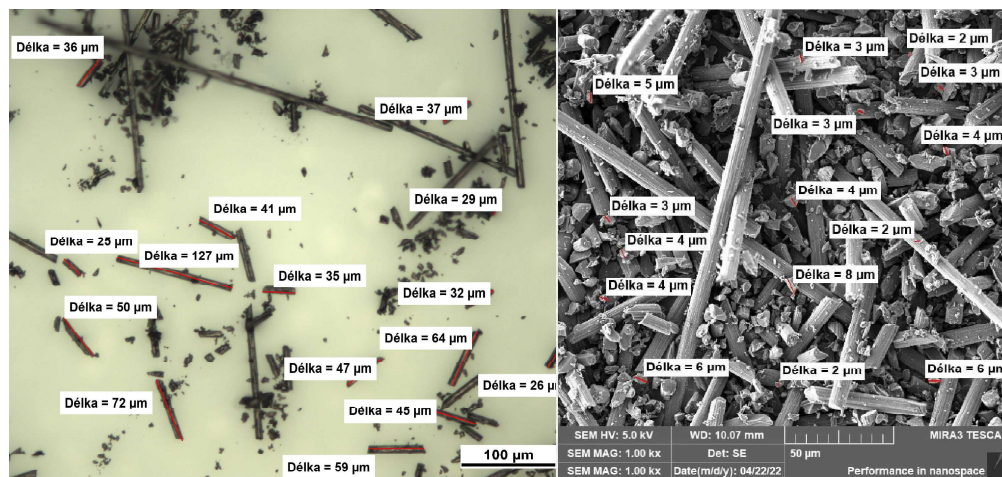 Délka = 36 µm
Délka = 37 µm
Délka = 29 µm
Délka = 41 µm
Délka = 25 µm
Délka = 127 µm
Délka = 35 µm
Délka = 32 µm
Délka = 50 µm
Délka = 64 µm
Délka = 47 µm
Délka = 26 µm
Délka = 72 µm
Délka = 45 µm
Délka = 59 µm
100 µm
Délka = 2 µm
Délka = 3 µm
Délka = 3 µm
Délka = 5 µm
Délka = 3 µm
Délka = 4 µm
Délka = 4 µm
Délka = 3 µm
Délka = 2 µm
Délka = 4 µm
Délka = 8 µm
Délka = 4 µm
Délka = 6 µm
Délka = 2 µm
Délka = 6 µm
SEM HV: 5.0 kV WD: 10.07 mm MIRA3 TESCA
SEM MAG: 1.00 kx Det: SE 50 µm
SEM MAG: 1.00 kx Date(m/d/y): 04/22/22 Performance in nanospace